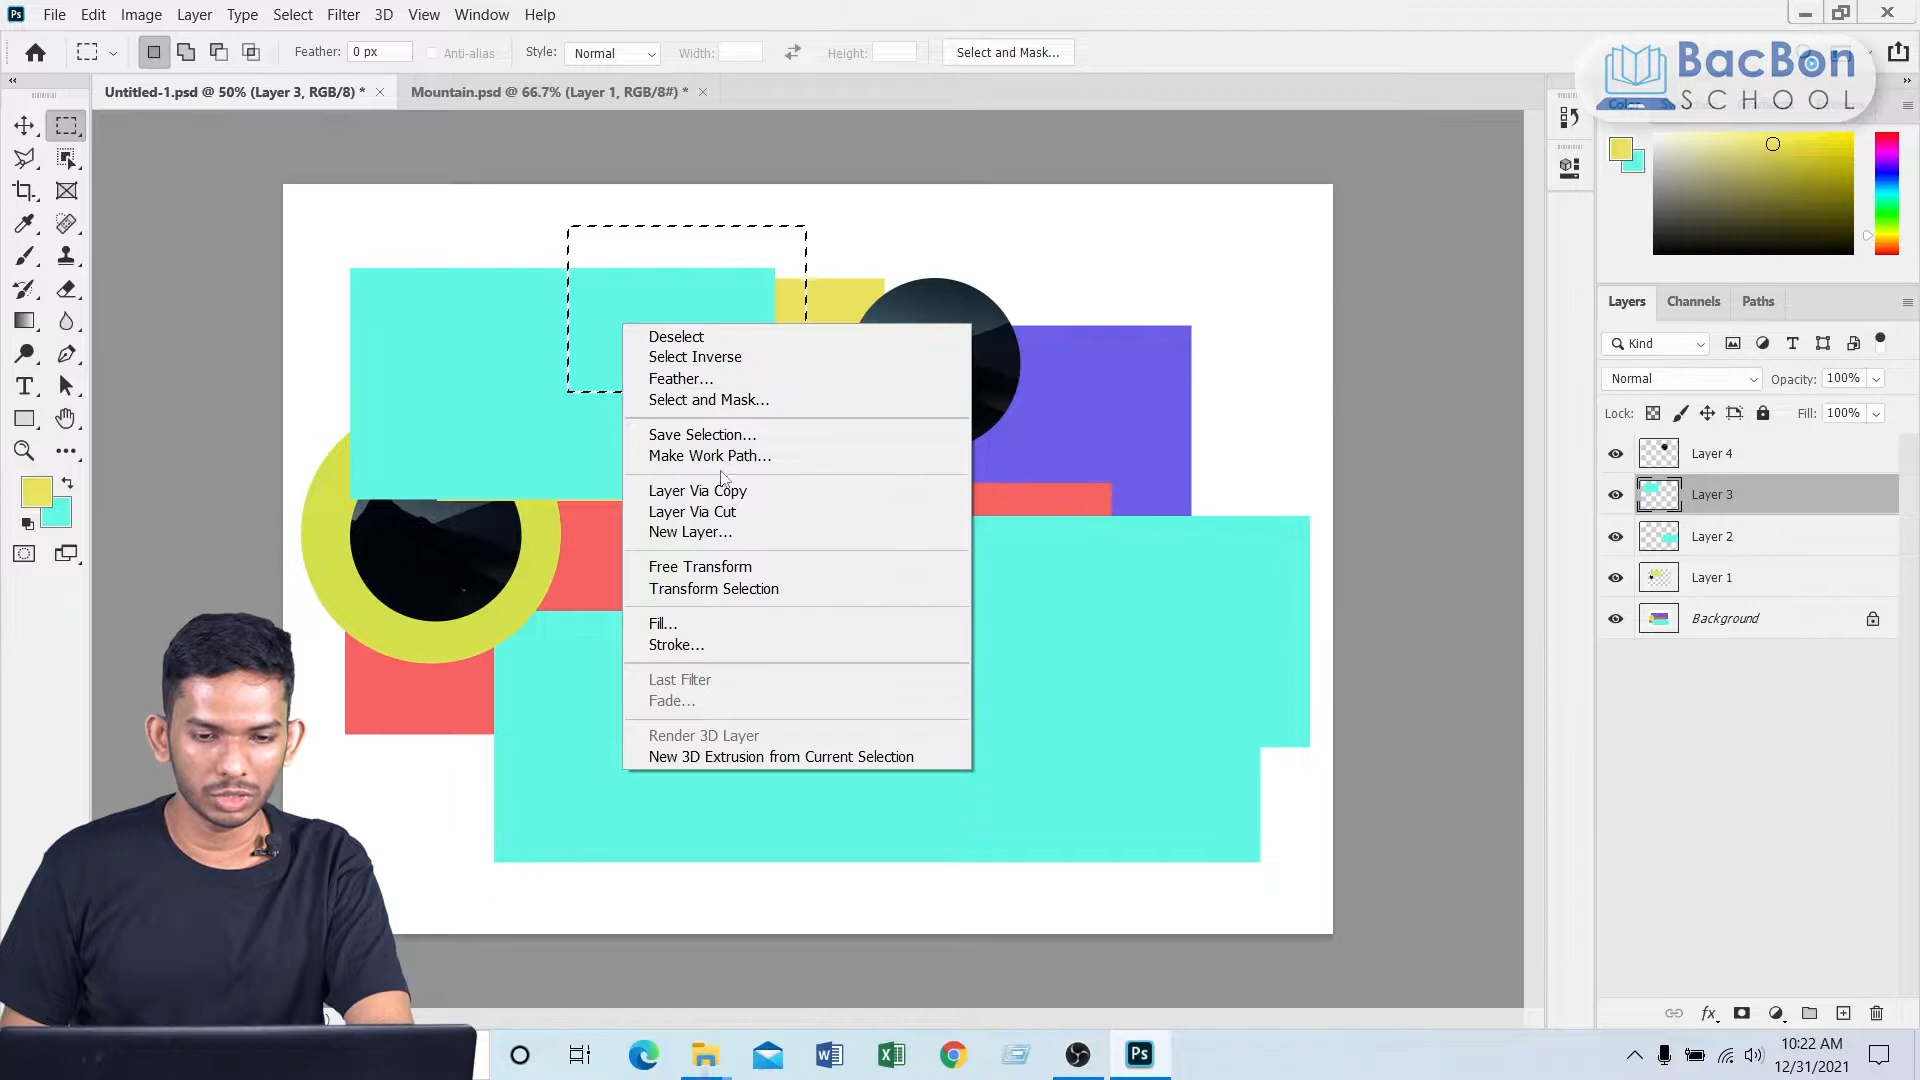 Ps File Edit Image Layer Type Select Filter 3D View Window Help
Feather: 0 px Anti-alias Style: Normal Width: Height: Select and Mask...
BacBon
SCHOOL
Untitled-1.psd @ 50% (Layer 3, RGB/8) * Mountain.psd @ 66.7% (Layer 1, RGB/8#) *
Deselect
Select Inverse
Feather...
Select and Mask...
Save Selection...
Make Work Path...
Layer Via Copy
Layer Via Cut
New Layer...
Free Transform
Transform Selection
Fill...
Stroke...
Last Filter
Fade...
Render 3D Layer
New 3D Extrusion from Current Selection
Layers Channels Paths
Kind
Normal Opacity: 100%
Lock: Fill: 100%
Layer 4
Layer 3
Layer 2
Layer 1
Background
fx
Ps
10:22 AM
12/31/2021